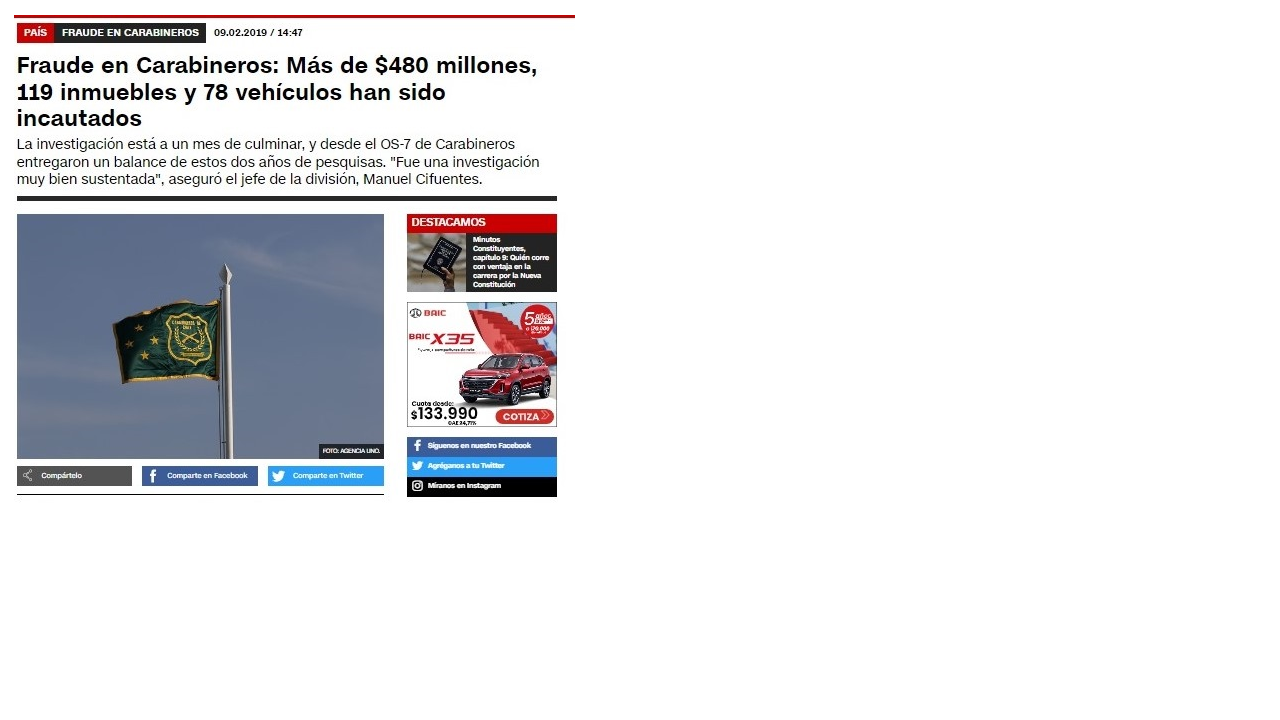 PAÍS FRAUDE EN CARABINEROS 09.02.2019 / 14:47
Fraude en Carabineros: Más de $480 millones,
119 inmuebles y 78 vehículos han sido
incautados
La investigación está a un mes de culminar, y desde el OS-7 de Carabineros
entregaron un balance de estos dos años de pesquisas. "Fue una investigación
muy bien sustentada", aseguró el jefe de la división, Manuel Cifuentes.
FOTO: AGENCIA UNO.
Compártelo
Comparte en Facebook
Comparte en Twitter
DESTACAMOS
Minutos
Constituyentes,
capítulo 9: Quién corre
con ventaja en la
carrera por la Nueva
Constitución
BAIC
5 años
BAIC X35
Cuota desde:
$133.990
CAE 24,71%
COTIZA
Síguenos en nuestro Facebook
Agréganos a tu Twitter
Míranos en Instagram